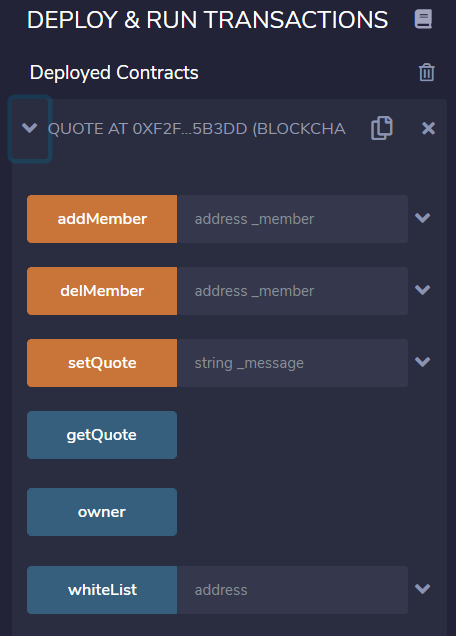 DEPLOY & RUN TRANSACTIONS
Deployed Contracts
QUOTE AT 0XF2F...5B3DD (BLOCKCHA
addMember address _member
delMember address _member
setQuote string _message
getQuote
owner
whiteList address